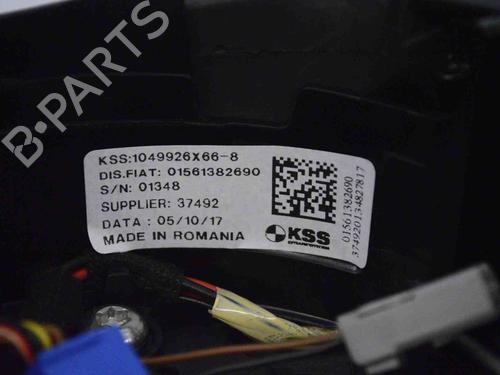 B-PARTS
KSS:1049926X66-8
DIS.FIAT: 01561382690
S/N: 01348
SUPPLIER: 37492
DATA : 05/10/17
MADE IN ROMANIA
KSS
01561382690
374920134827817